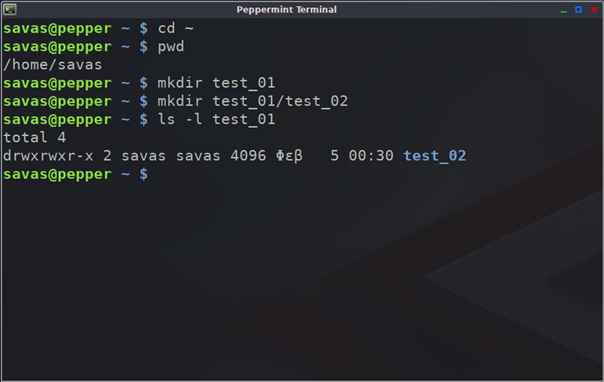 Peppermint Terminal
savas@pepper ~ $ cd ~
savas@pepper ~ $ pwd
/home/savas
savas@pepper ~ $ mkdir test_01
savas@pepper ~ $ mkdir test_01/test_02
savas@pepper ~ $ ls -l test_01
total 4
drwxrwxr-x 2 savas savas 4096 Φεβ   5 00:30 test_02
savas@pepper ~ $